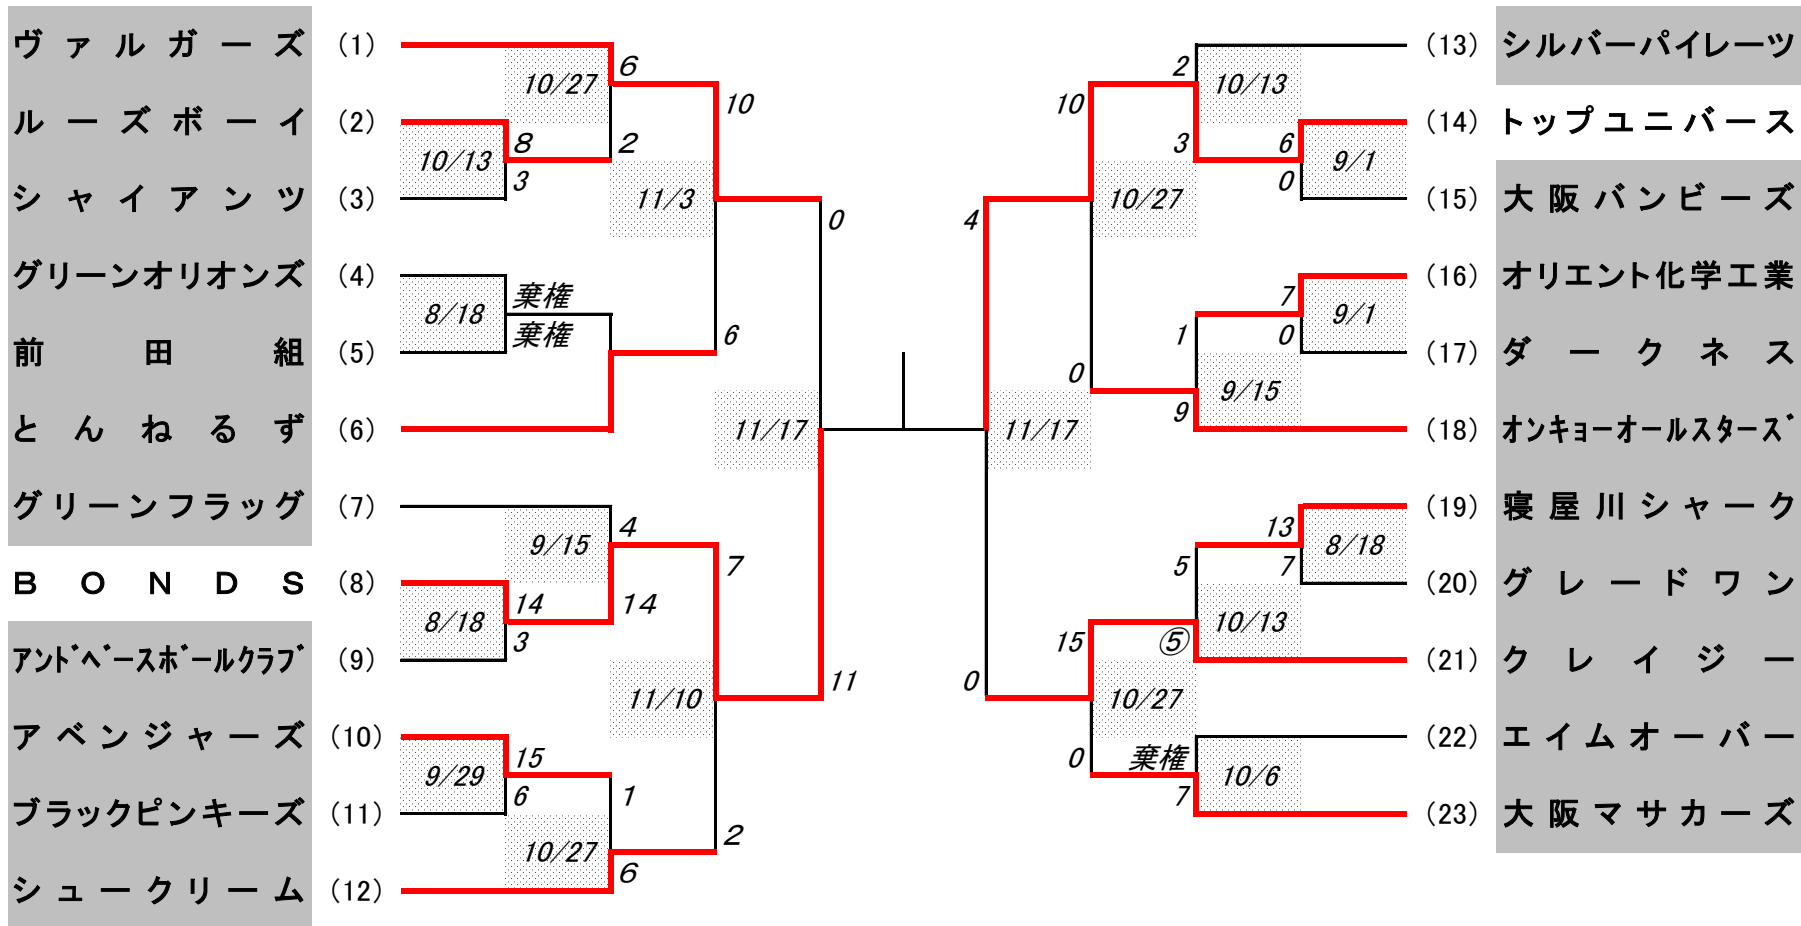 ヴァルガーズ (1)
ルーズボーイ (2)
シャイアンツ (3)
グリーンオリオンズ (4)
前田組 (5)
とんねるず (6)
グリーンフラッグ (7)
BONDS (8)
アンドベースボールクラブ (9)
アベンジャーズ (10)
ブラックピンキーズ (11)
シュークリーム (12)
10/27
6
2
10/13
8
3
11/3
10
6
8/18
棄権
棄権
11/17
0
11
9/15
4
14
8/18
14
3
11/10
7
2
9/29
15
6
10/27
1
6
(13) シルバーパイレーツ
(14) トップユニバース
(15) 大阪バンビーズ
(16) オリエント化学工業
(17) ダークネス
(18) オンキョーオールスターズ
(19) 寝屋川シャーク
(20) グレードワン
(21) クレイジー
(22) エイムオーバー
(23) 大阪マサカーズ
10/13
2
3
9/1
6
0
10/27
10
0
9/1
7
0
9/15
1
9
11/17
4
0
8/18
13
7
10/13
5
⑤
10/27
15
0
10/6
棄権
7